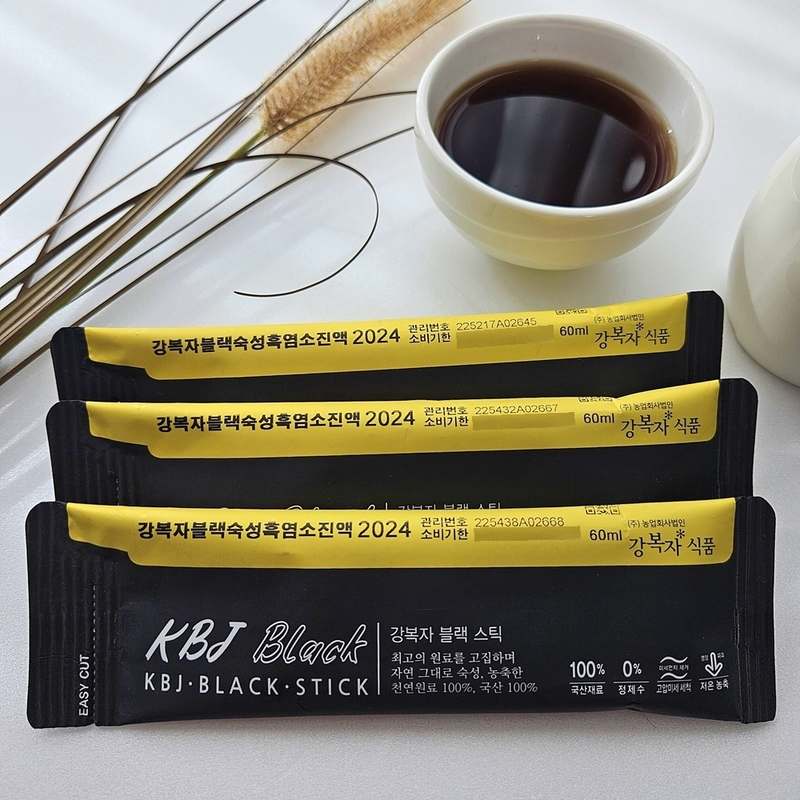 강복자블랙숙성흑염소진액 2024 관리번호 225217A02645 60ml (주) 농업회사법인
소비기한 강복자 식품
강복자블랙숙성흑염소진액 2024 관리번호 225432A02667 60ml (주) 농업회사법인
소비기한 강복자 식품
강복자블랙숙성흑염소진액 2024 관리번호 225438A02668 60ml (주) 농업회사법인
소비기한 강복자 식품
EASY CUT
KBJ Black
KBJ·BLACK·STICK
강복자 블랙 스틱
최고의 원료를 고집하며
자연 그대로 숙성, 농축한
천연원료 100%, 국산 100%
100%
국산재료
0%
정제수
미세먼지 제거
고압미세 세척
저온 농축